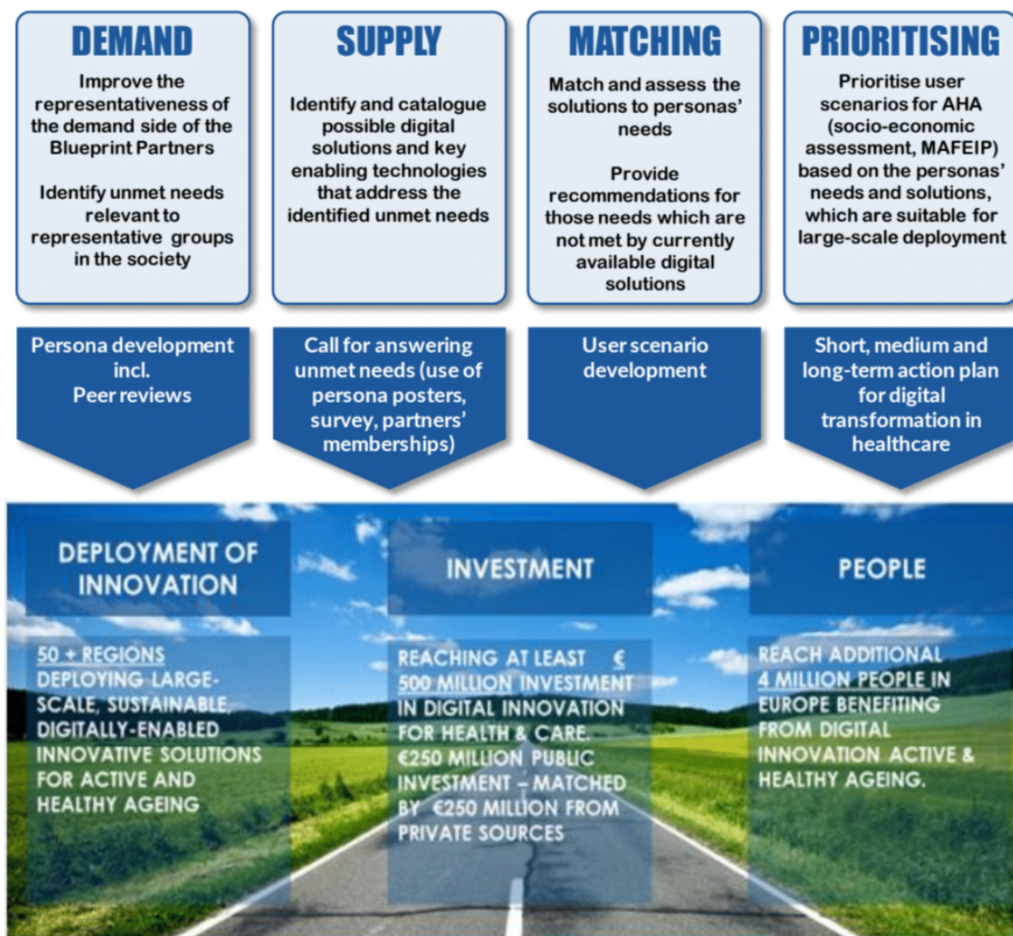 DEMAND
Improve the
representativeness of
the demand side of the
Blueprint Partners
Identify unmet needs
relevant to
representative groups
in the society
SUPPLY
Identify and catalogue
possible digital
solutions and key
enabling technologies
that address the
identified unmet needs
MATCHING
Match and assess the
solutions to personas'
needs
Provide
recommendations for
those needs which are
not met by currently
available digital
solutions
PRIORITISING
Prioritise user
scenarios for AHA
(socio-economic
assessment, MAFEIP)
based on the personas'
needs and solutions,
which are suitable for
large-scale deployment
Persona development
incl.
Peer reviews
Call for answering
unmet needs (use of
persona posters,
survey, partners'
memberships)
User scenario
development
Short, medium and
long-term action plan
for digital
transformation in
healthcare
DEPLOYMENT OF
INNOVATION
50 + REGIONS
DEPLOYING LARGE-
SCALE, SUSTAINABLE,
DIGITALLY-ENABLED
INNOVATIVE SOLUTIONS
FOR ACTIVE AND
HEALTHY AGEING
INVESTMENT
REACHING AT LEAST €
500 MILLION INVESTMENT
IN DIGITAL INNOVATION
FOR HEALTH & CARE.
€250 MILLION PUBLIC
INVESTMENT – MATCHED
BY €250 MILLION FROM
PRIVATE SOURCES
PEOPLE
REACH ADDITIONAL
4 MILLION PEOPLE IN
EUROPE BENEFITING
FROM DIGITAL
INNOVATION ACTIVE &
HEALTHY AGEING.